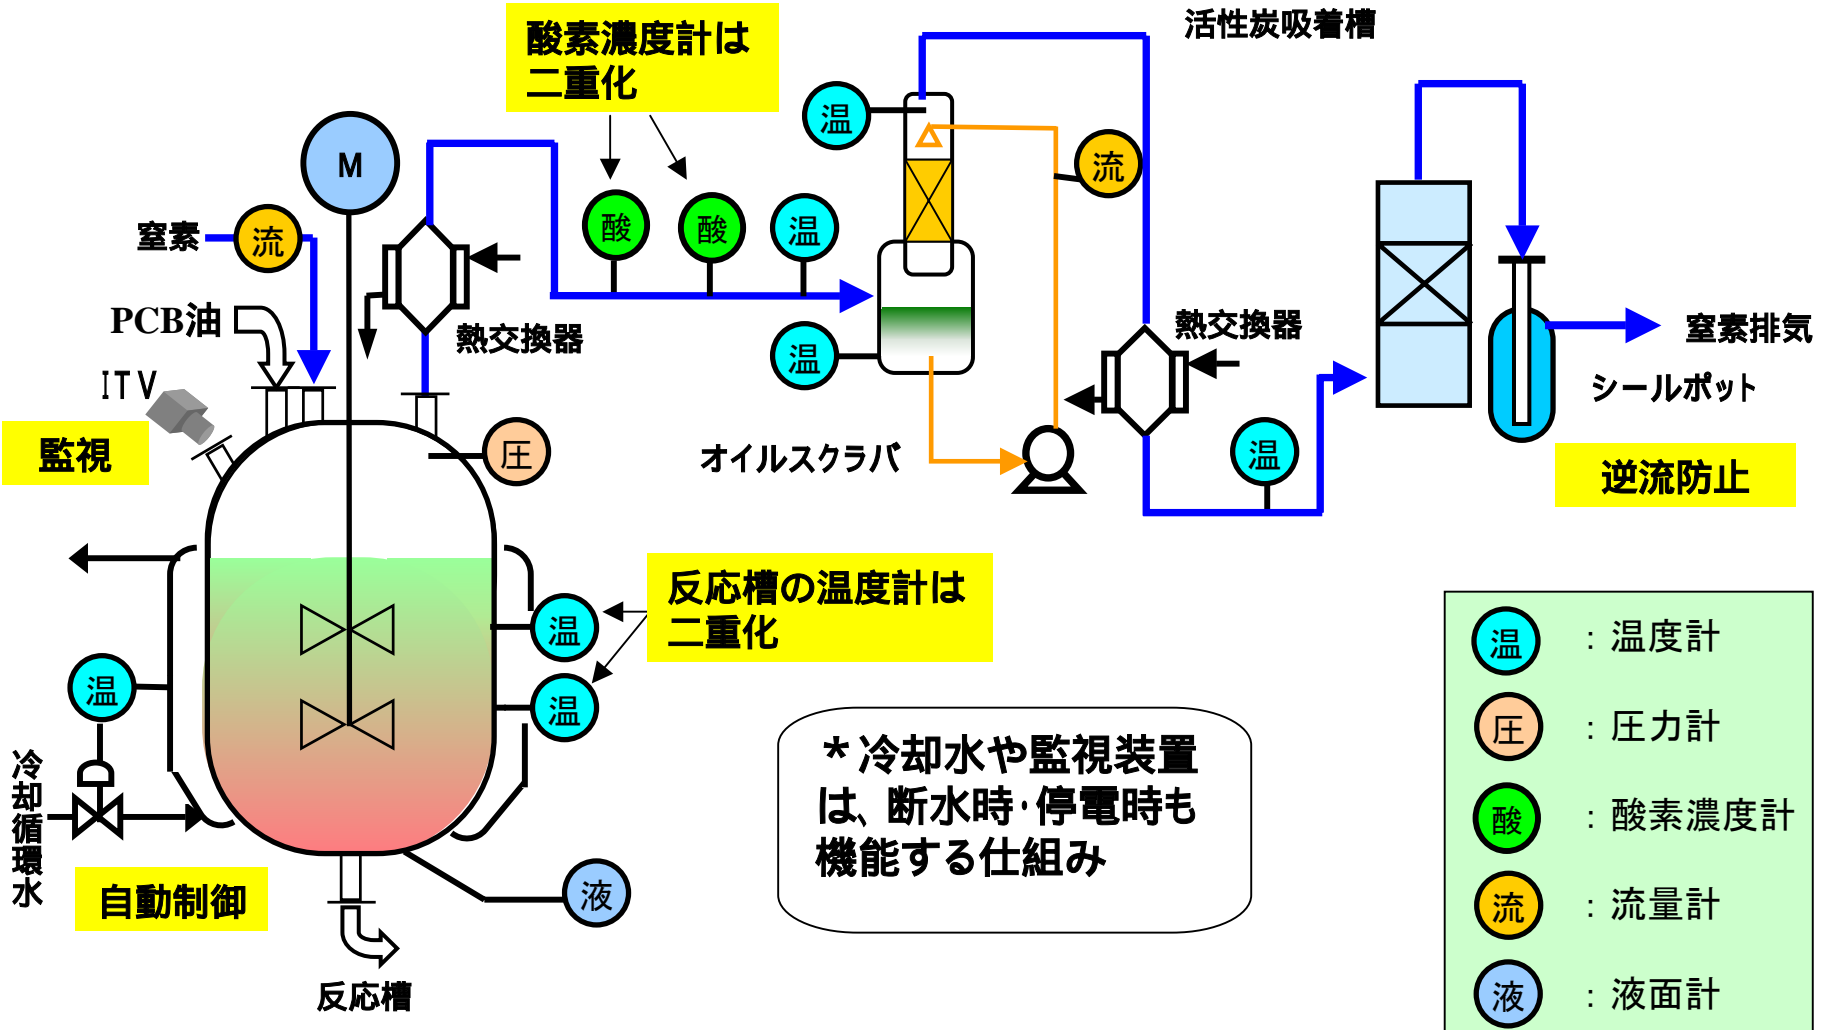 酸素濃度計は
二重化
活性炭吸着槽
温
M
流
酸
酸
温
窒素
流
PCB油
熱交換器
温
熱交換器
窒素排気
シールポット
ITV
監視
圧
オイルスクラバ
温
逆流防止
反応槽の温度計は
二重化
温
温
温
冷却循環水
自動制御
液
反応槽
*冷却水や監視装置
は、断水時・停電時も
機能する仕組み
温 : 温度計
圧 : 圧力計
酸 : 酸素濃度計
流 : 流量計
液 : 液面計